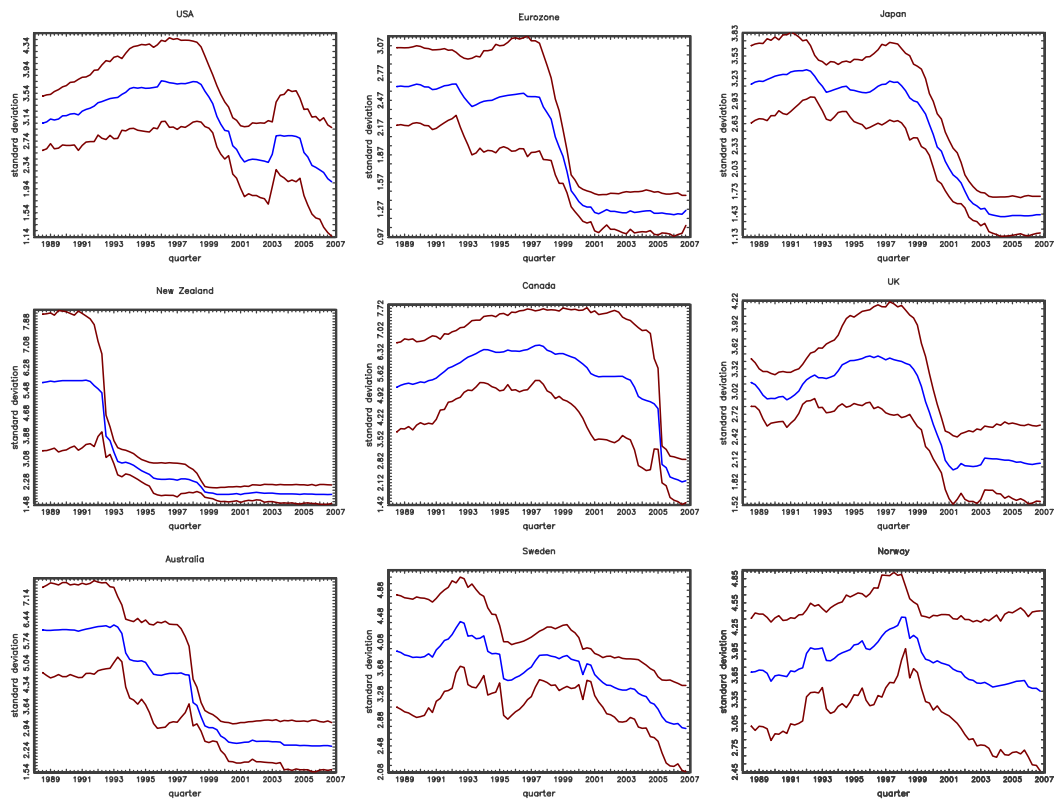 USA
standard deviation
1.14 1.54 1.94 2.34 2.74 3.14 3.54 3.94 4.34
1989 1991 1993 1995 1997 1999 2001 2003 2005 2007
quarter
Eurozone
standard deviation
0.97 1.27 1.57 1.87 2.17 2.47 2.77 3.07
1989 1991 1993 1995 1997 1999 2001 2003 2005 2007
quarter
Japan
standard deviation
1.13 1.43 1.73 2.03 2.33 2.63 2.93 3.23 3.53 3.83
1989 1991 1993 1995 1997 1999 2001 2003 2005 2007
quarter
New Zealand
standard deviation
1.48 2.28 3.08 3.88 4.68 5.48 6.28 7.08 7.88
1989 1991 1993 1995 1997 1999 2001 2003 2005 2007
quarter
Canada
standard deviation
1.42 2.12 2.82 3.52 4.22 4.92 5.62 6.32 7.02 7.72
1989 1991 1993 1995 1997 1999 2001 2003 2005 2007
quarter
UK
standard deviation
1.52 1.82 2.12 2.42 2.72 3.02 3.32 3.62 3.92 4.22
1989 1991 1993 1995 1997 1999 2001 2003 2005 2007
quarter
Australia
standard deviation
1.54 2.24 2.94 3.64 4.34 5.04 5.74 6.44 7.14
1989 1991 1993 1995 1997 1999 2001 2003 2005 2007
quarter
Sweden
standard deviation
2.08 2.48 2.88 3.28 3.68 4.08 4.48 4.88
1989 1991 1993 1995 1997 1999 2001 2003 2005 2007
quarter
Norway
standard deviation
2.45 2.75 3.05 3.35 3.65 3.95 4.25 4.55 4.85
1989 1991 1993 1995 1997 1999 2001 2003 2005 2007
quarter